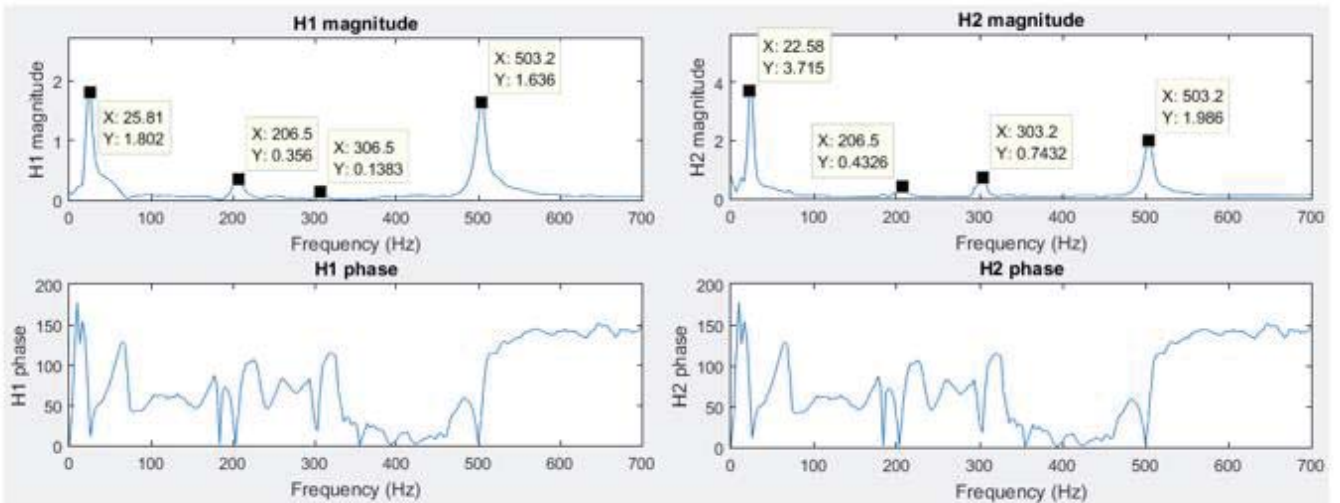 H1 magnitude
H1 magnitude
2
1
0
X: 25.81
Y: 1.802
X: 206.5
Y: 0.356
X: 306.5
Y: 0.1383
X: 503.2
Y: 1.636
0 100 200 300 400 500 600 700
Frequency (Hz)
H2 magnitude
H2 magnitude
4
2
0
X: 22.58
Y: 3.715
X: 206.5
Y: 0.4326
X: 303.2
Y: 0.7432
X: 503.2
Y: 1.986
0 100 200 300 400 500 600 700
Frequency (Hz)
H1 phase
H1 phase
200
150
100
50
0
0 100 200 300 400 500 600 700
Frequency (Hz)
H2 phase
H2 phase
200
150
100
50
0
0 100 200 300 400 500 600 700
Frequency (Hz)